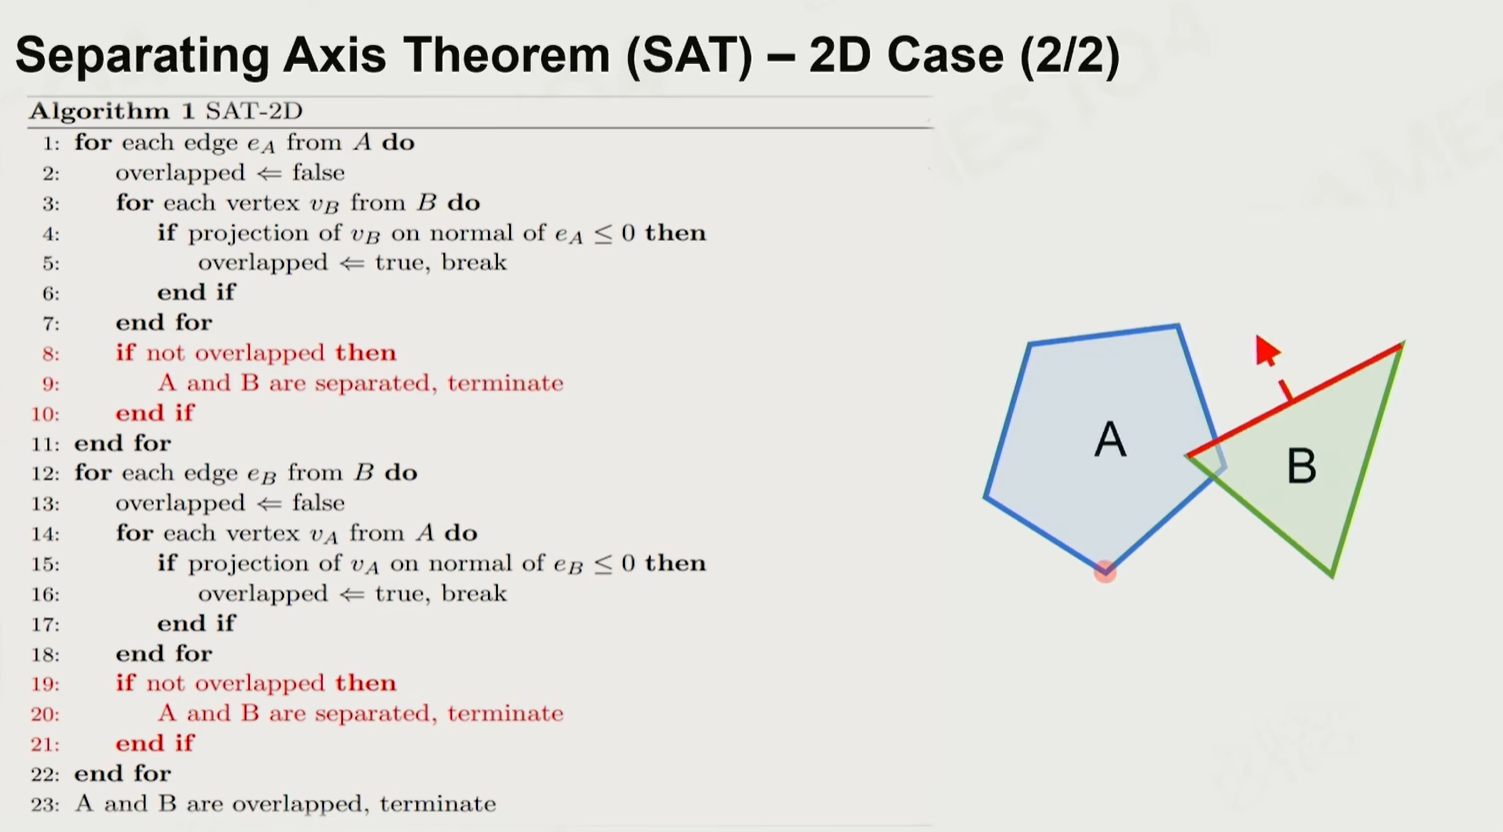 Separating Axis Theorem (SAT) – 2D Case (2/2)
Algorithm 1 SAT-2D
1: for each edge e_A from A do
2: overlapped ⇐ false
3: for each vertex v_B from B do
4: if projection of v_B on normal of e_A ≤ 0 then
5: overlapped ⇐ true, break
6: end if
7: end for
8: if not overlapped then
9: A and B are separated, terminate
10: end if
11: end for
12: for each edge e_B from B do
13: overlapped ⇐ false
14: for each vertex v_A from A do
15: if projection of v_A on normal of e_B ≤ 0 then
16: overlapped ⇐ true, break
17: end if
18: end for
19: if not overlapped then
20: A and B are separated, terminate
21: end if
22: end for
23: A and B are overlapped, terminate
A
B